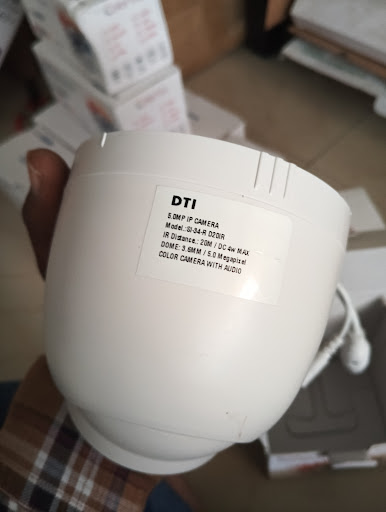 DTI
5.0MP IP CAMERA
Model.:SI-34-R D20IR
IR Distance.: 20M / DC 4w MAX
DOME: 3.6MM / 5.0 Megapixel
COLOR CAMERA WITH AUDIO